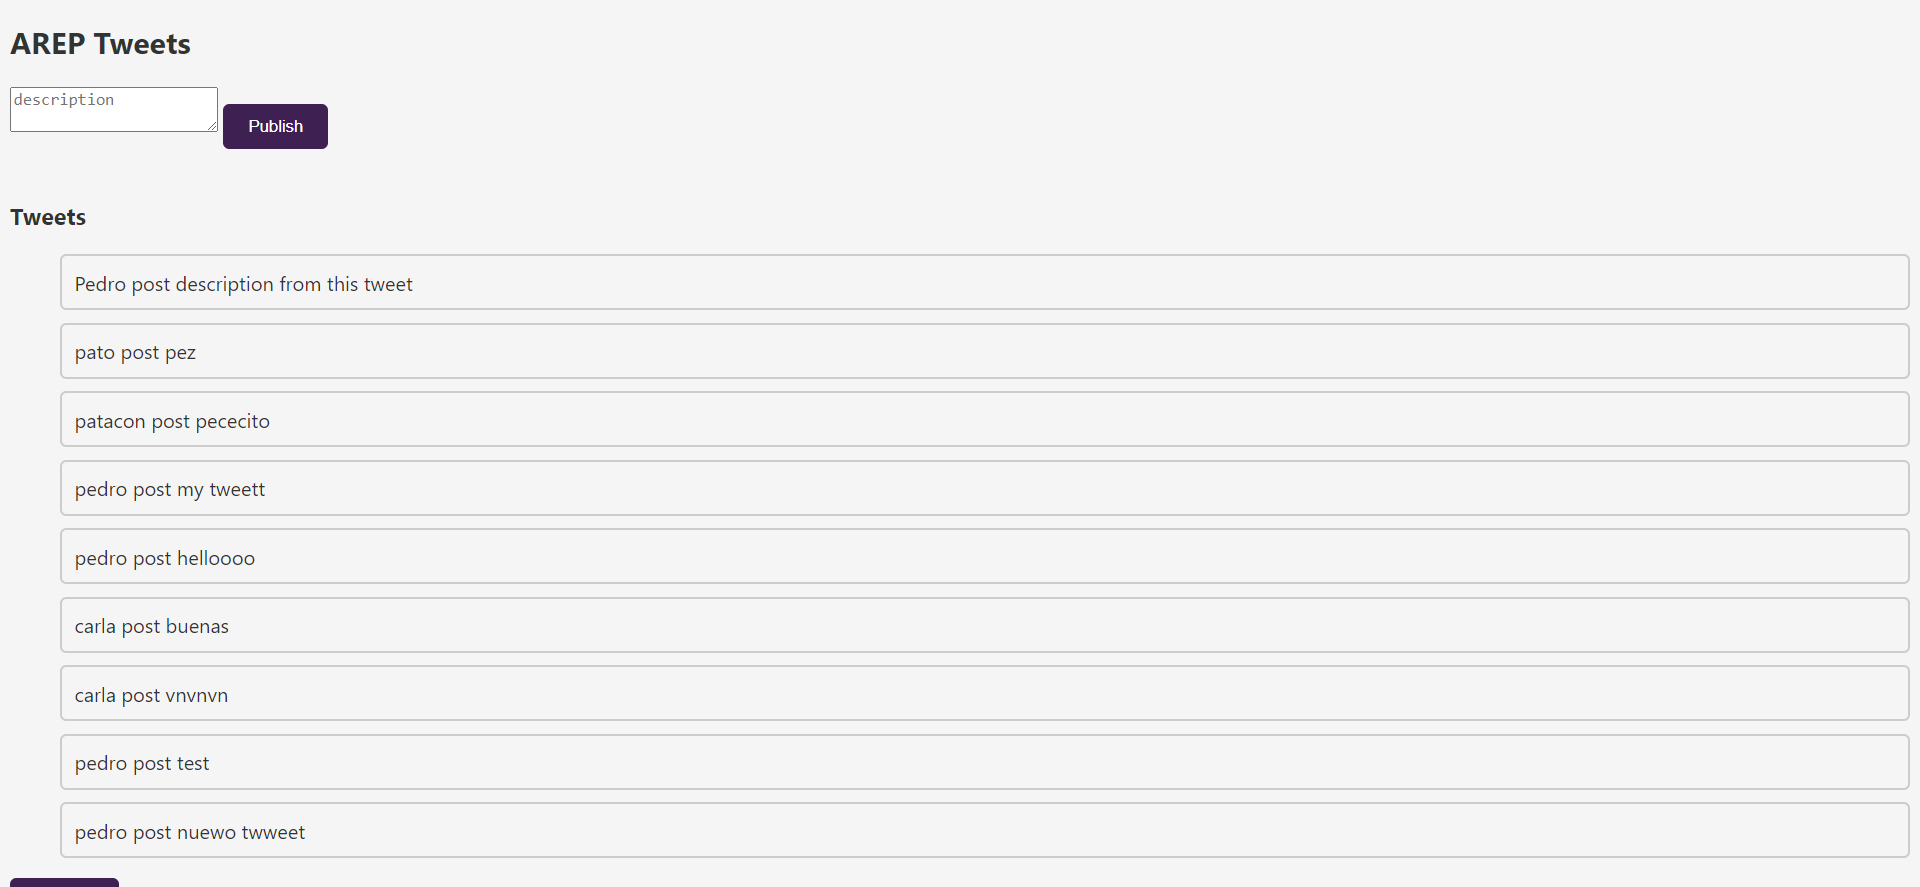 AREP Tweets
description
Publish
Tweets
Pedro post description from this tweet
pato post pez
patacon post pececito
pedro post my tweett
pedro post helloooo
carla post buenas
carla post vnvnvn
pedro post test
pedro post nuewo twweet